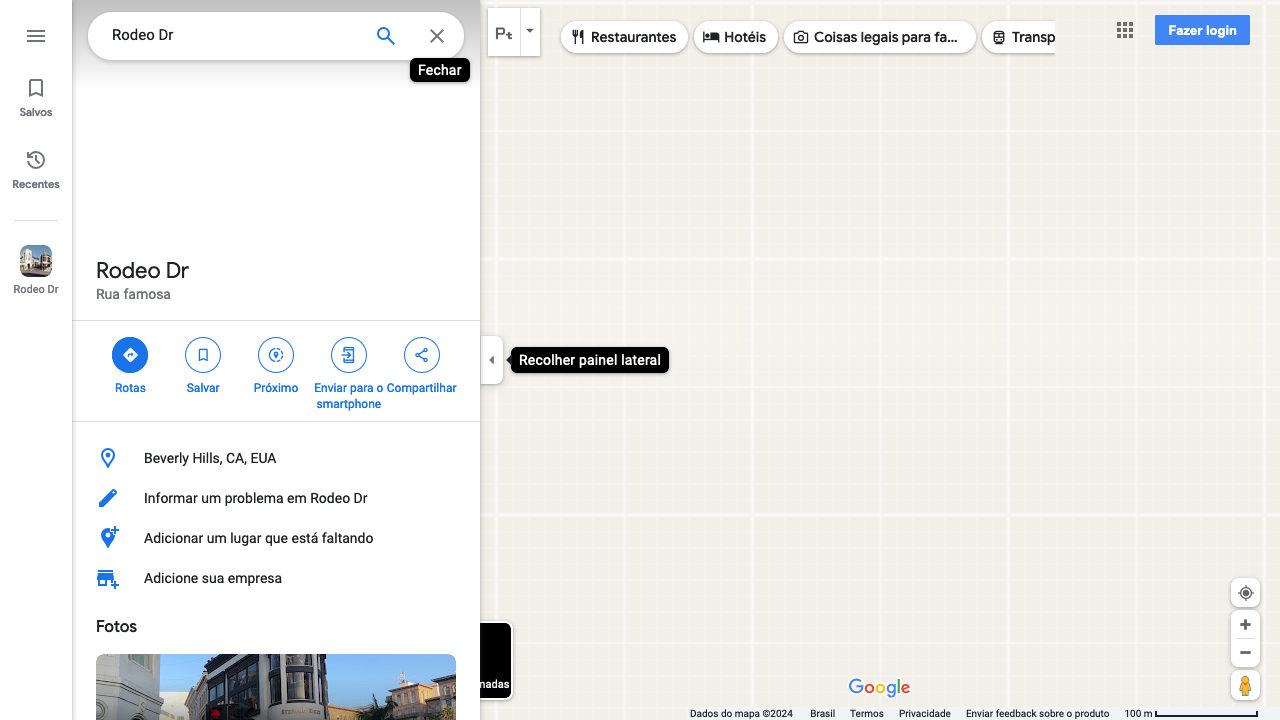 Rodeo Dr
Fechar
Salvos
Recentes
Rodeo Dr
Rodeo Dr
Rua famosa
Rotas
Salvar
Próximo
Enviar para o
smartphone
Compartilhar
Beverly Hills, CA, EUA
Informar um problema em Rodeo Dr
Adicionar um lugar que está faltando
Adicione sua empresa
Fotos
Restaurantes
Hotéis
Coisas legais para fa...
Transp
Fazer login
Recolher painel lateral
madas
Google
Dados do mapa ©2024 Brasil Termos Privacidade Enviar feedback sobre o produto 100 m